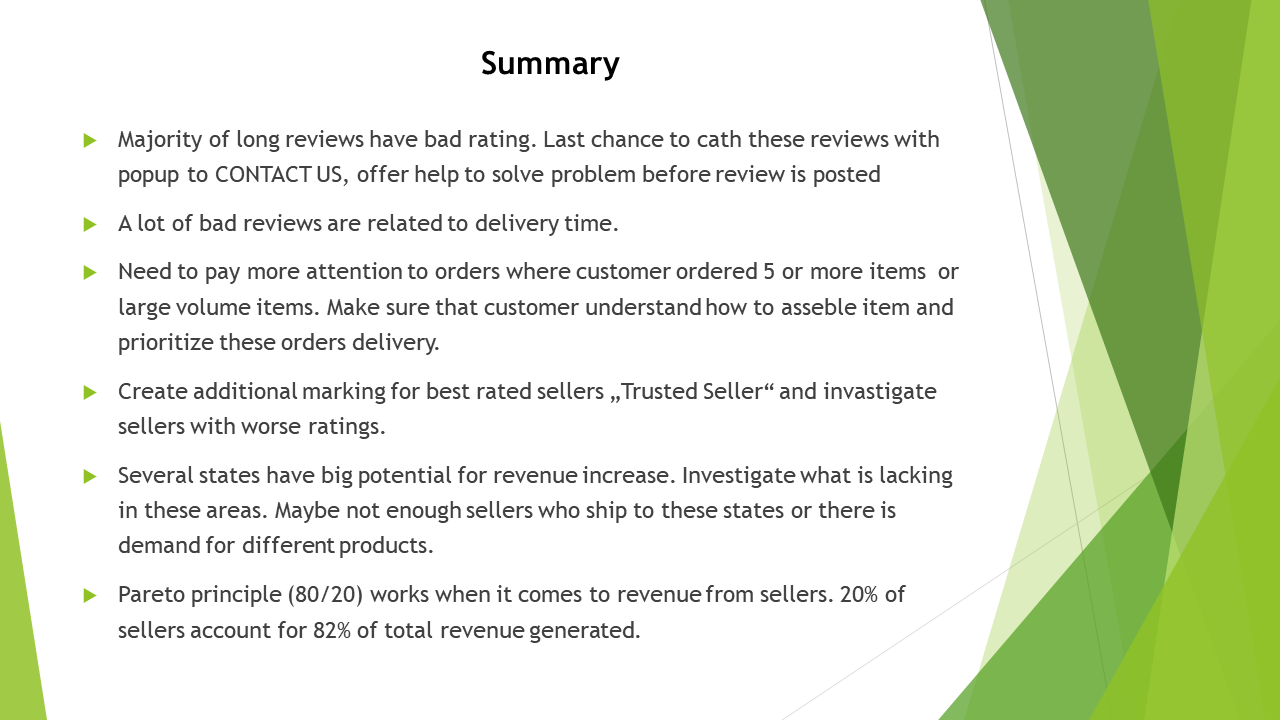 Summary
Majority of long reviews have bad rating. Last chance to cath these reviews with
popup to CONTACT US, offer help to solve problem before review is posted
A lot of bad reviews are related to delivery time.
Need to pay more attention to orders where customer ordered 5 or more items  or
large volume items. Make sure that customer understand how to asseble item and
prioritize these orders delivery.
Create additional marking for best rated sellers „Trusted Seller“ and invastigate
sellers with worse ratings.
Several states have big potential for revenue increase. Investigate what is lacking
in these areas. Maybe not enough sellers who ship to these states or there is
demand for different products.
Pareto principle (80/20) works when it comes to revenue from sellers. 20% of
sellers account for 82% of total revenue generated.